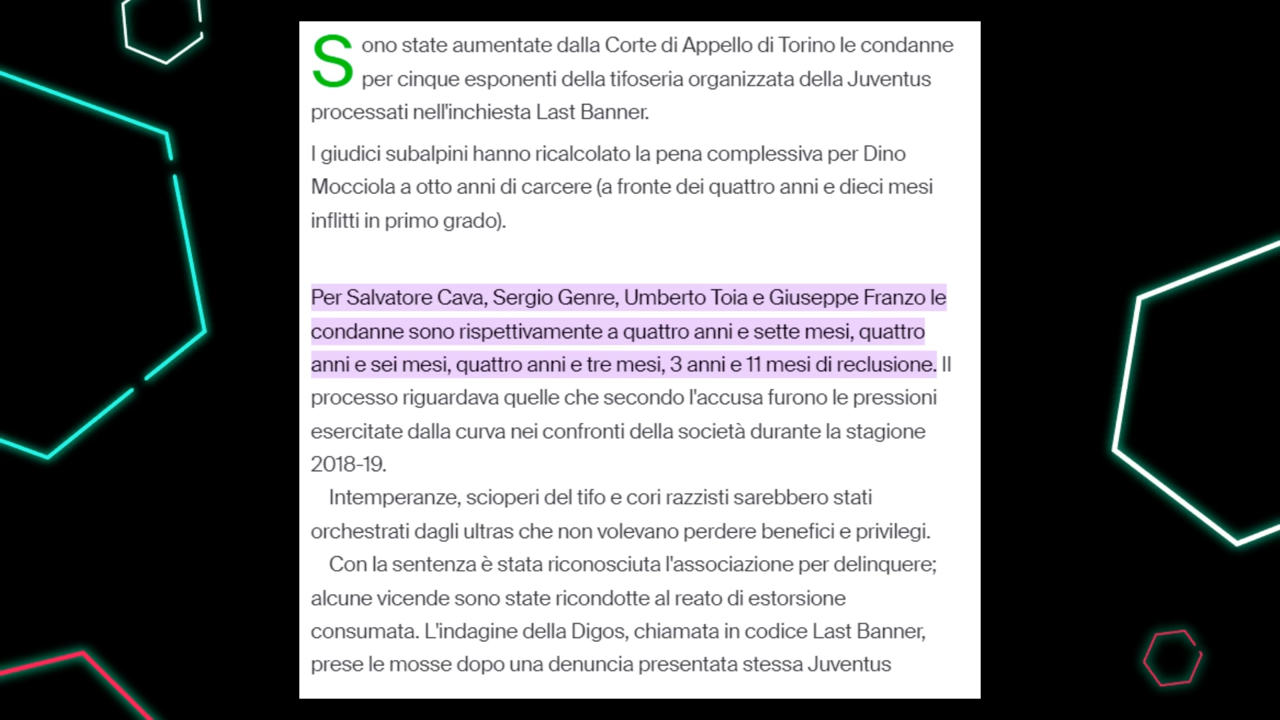 Sono state aumentate dalla Corte di Appello di Torino le condanne
per cinque esponenti della tifoseria organizzata della Juventus
processati nell'inchiesta Last Banner.
I giudici subalpini hanno ricalcolato la pena complessiva per Dino
Mocciola a otto anni di carcere (a fronte dei quattro anni e dieci mesi
inflitti in primo grado).
Per Salvatore Cava, Sergio Genre, Umberto Toia e Giuseppe Franzo le
condanne sono rispettivamente a quattro anni e sette mesi, quattro
anni e sei mesi, quattro anni e tre mesi, 3 anni e 11 mesi di reclusione. Il
processo riguardava quelle che secondo l'accusa furono le pressioni
esercitate dalla curva nei confronti della società durante la stagione
2018-19.
Intemperanze, scioperi del tifo e cori razzisti sarebbero stati
orchestrati dagli ultras che non volevano perdere benefici e privilegi.
Con la sentenza è stata riconosciuta l'associazione per delinquere;
alcune vicende sono state ricondotte al reato di estorsione
consumata. L'indagine della Digos, chiamata in codice Last Banner,
prese le mosse dopo una denuncia presentata stessa Juventus